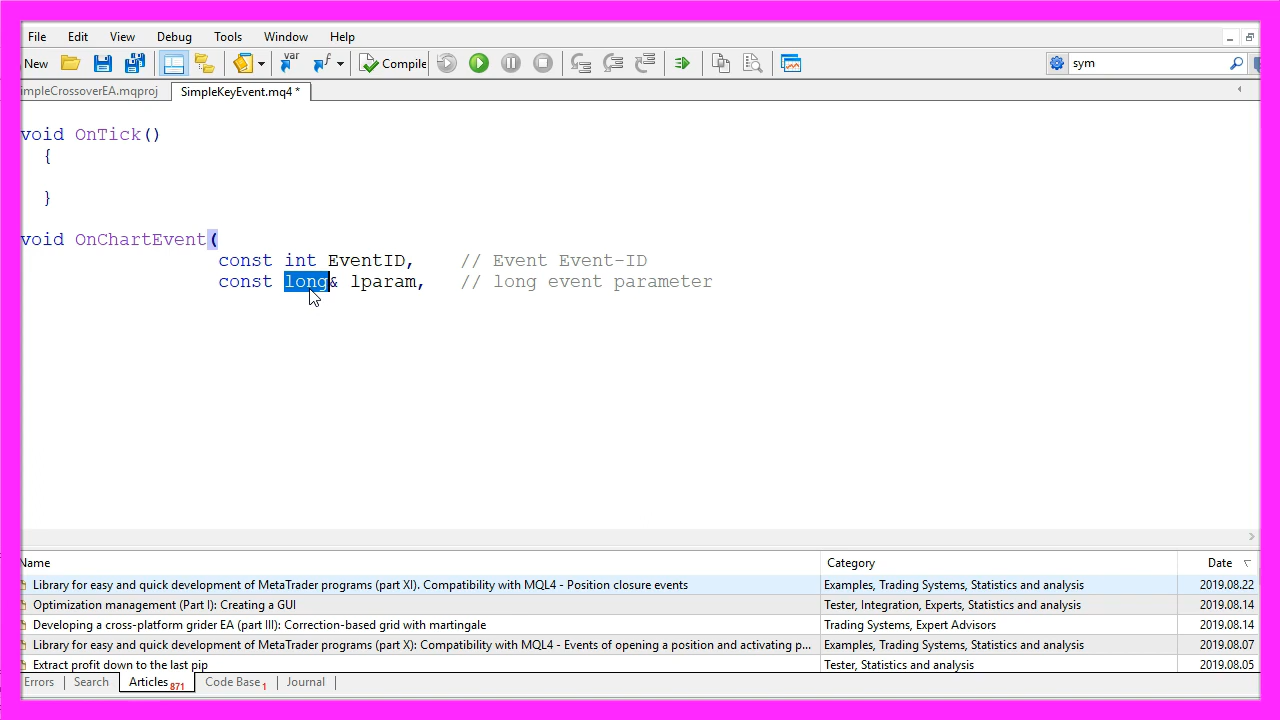 File Edit View Debug Tools Window Help
New Compile sym
impleCrossoverEA.mqproj SimpleKeyEvent.mq4 *
void OnTick()
{
}
void OnChartEvent(
const int EventID, // Event Event-ID
const long& lparam, // long event parameter
Name Category Date
Library for easy and quick development of MetaTrader programs (part XI). Compatibility with MQL4 - Position closure events Examples, Trading Systems, Statistics and analysis 2019.08.22
Optimization management (Part I): Creating a GUI Tester, Integration, Experts, Statistics and analysis 2019.08.14
Developing a cross-platform grider EA (part III): Correction-based grid with martingale Trading Systems, Expert Advisors 2019.08.14
Library for easy and quick development of MetaTrader programs (part X): Compatibility with MQL4 - Events of opening a position and activating p... Examples, Trading Systems, Statistics and analysis 2019.08.07
Extract profit down to the last pip Tester, Statistics and analysis 2019.08.05
Errors Search Articles 871 Code Base 1 Journal